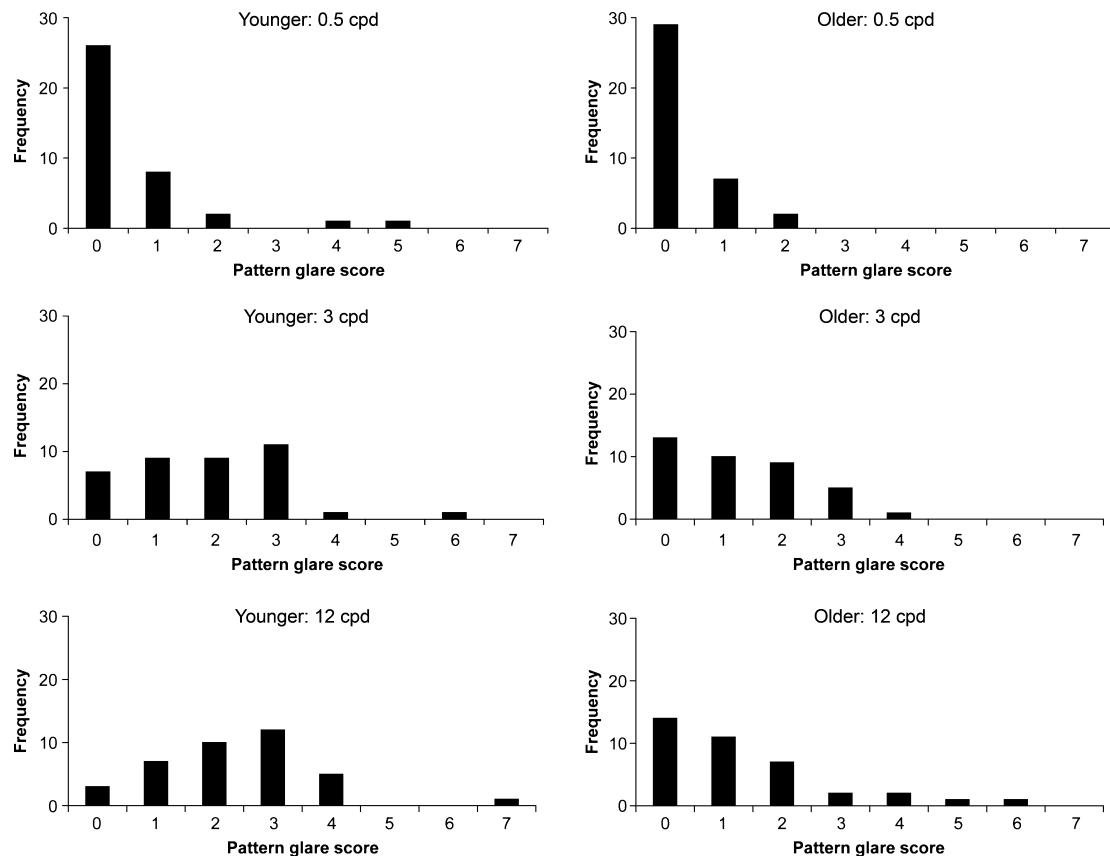 Younger: 0.5 cpd
30
20
10
0
Frequency
0 1 2 3 4 5 6 7
Pattern glare score
Older: 0.5 cpd
30
20
10
0
Frequency
0 1 2 3 4 5 6 7
Pattern glare score
Younger: 3 cpd
30
20
10
0
Frequency
0 1 2 3 4 5 6 7
Pattern glare score
Older: 3 cpd
30
20
10
0
Frequency
0 1 2 3 4 5 6 7
Pattern glare score
Younger: 12 cpd
30
20
10
0
Frequency
0 1 2 3 4 5 6 7
Pattern glare score
Older: 12 cpd
30
20
10
0
Frequency
0 1 2 3 4 5 6 7
Pattern glare score